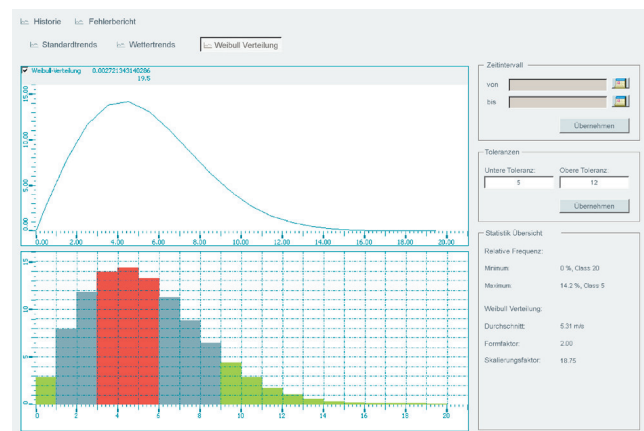 Historie Fehlerbericht
Standardtrends Wettertrends Weibull Verteilung
Weibull-Verteilung 0.002721343140286
19.5
15.00
10.00
5.00
0.00
0.00 2.00 4.00 6.00 8.00 10.00 12.00 14.00 16.00 18.00 20.00
15
10
5
0
0 2 4 6 8 10 12 14 16 18 20
Zeitintervall
von
bis
Übernehmen
Toleranzen
Untere Toleranz: Obere Toleranz:
5 12
Übernehmen
Statistik Übersicht
Relative Frequenz:
Minimum: 0 %, Class 20
Maximum: 14.2 %, Class 5
Weibull Verteilung:
Durchschnitt: 5.31 m/s
Formfaktor: 2.00
Skalierungsfaktor: 18.75